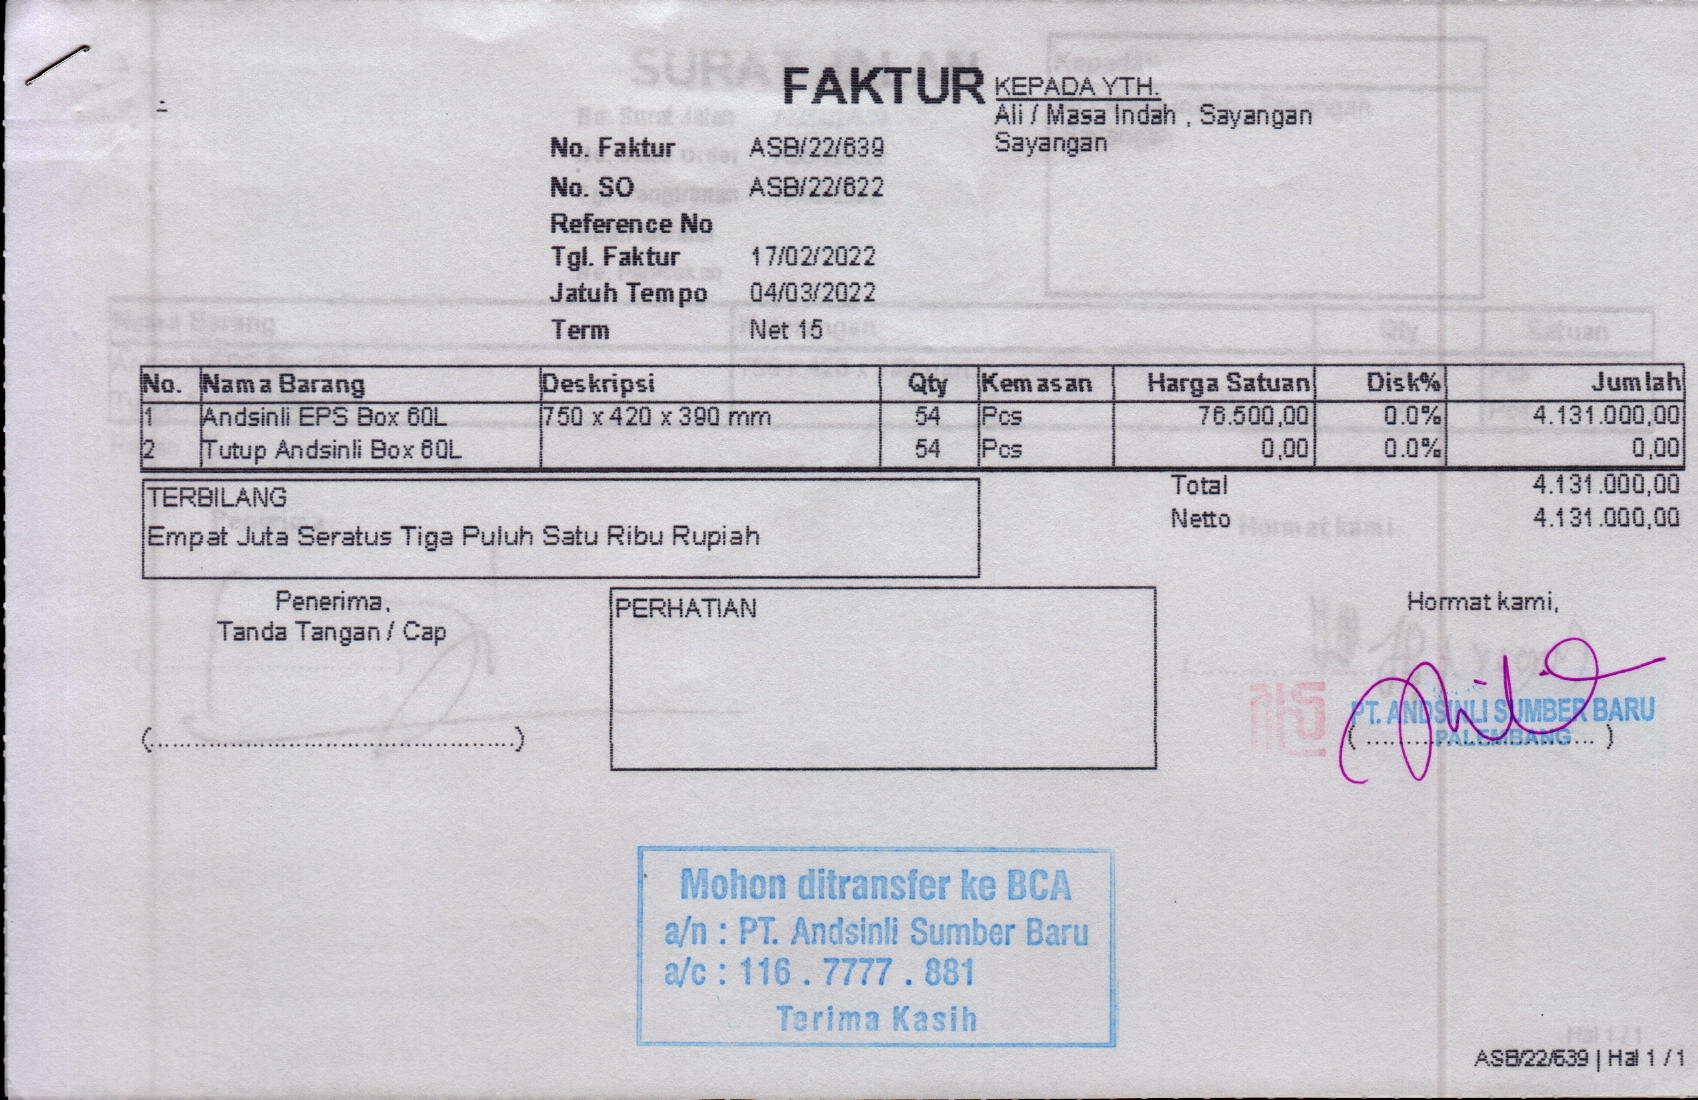 FAKTUR
KEPADA YTH.
Ali / Masa Indah , Sayangan
Sayangan
No. Faktur ASB/22/639
No. SO ASB/22/622
Reference No
Tgl. Faktur 17/02/2022
Jatuh Tempo 04/03/2022
Term Net 15
No. Nama Barang Deskripsi Qty Kemasan Harga Satuan Disk% Jumlah
1 Andsinli EPS Box 60L 750 x 420 x 390 mm 54 Pcs 76.500,00 0.0% 4.131.000,00
2 Tutup Andsinli Box 60L 54 Pcs 0,00 0.0% 0,00
Total 4.131.000,00
Netto 4.131.000,00
TERBILANG
Empat Juta Seratus Tiga Puluh Satu Ribu Rupiah
Penerima,
Tanda Tangan / Cap
(................................................)
PERHATIAN
Hormat kami,
PT. ANDSINLI SUMBER BARU
PALEMBANG
Mohon ditransfer ke BCA
a/n : PT. Andsinli Sumber Baru
a/c : 116 . 7777 . 881
Terima Kasih
ASB/22/639 | Hal 1 / 1